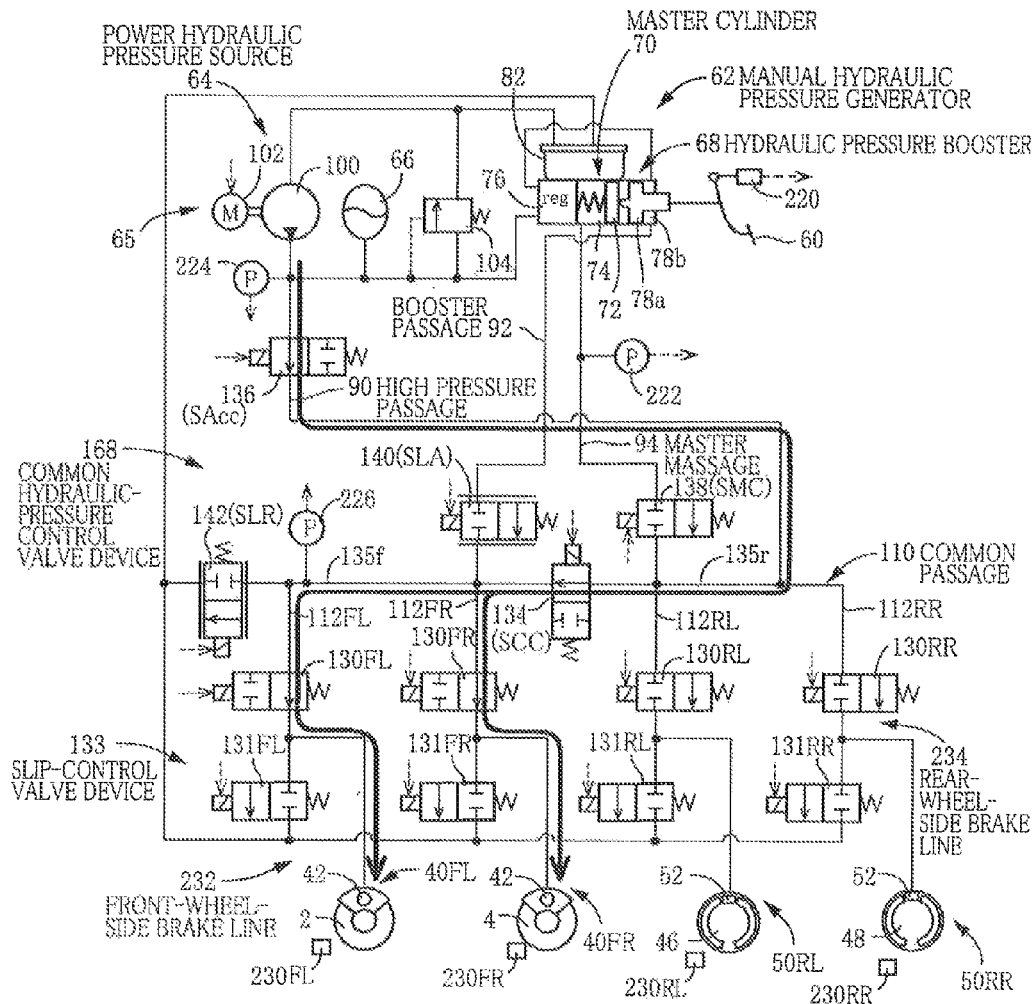 POWER HYDRAULIC
PRESSURE SOURCE
64
MASTER CYLINDER
70
62 MANUAL HYDRAULIC
PRESSURE GENERATOR
82
68 HYDRAULIC PRESSURE BOOSTER
102
100
66
76
reg
220
M
65
104
74
78b
60
224
P
72
78a
BOOSTER
PASSAGE 92
P
222
136
(SAcc)
90 HIGH PRESSURE
PASSAGE
94 MASTER
MASSAGE
168
COMMON
HYDRAULIC-
PRESSURE
CONTROL
VALVE DEVICE
140(SLA)
138(SMC)
142(SLR)
226
P
135f
135r
110 COMMON
PASSAGE
112FL
112FR
134
(SCC)
112RL
112RR
130FL
130FR
130RL
130RR
133
SLIP-CONTROL
VALVE DEVICE
131FL
131FR
131RL
131RR
234
REAR-
WHEEL-
SIDE BRAKE
LINE
232
FRONT-WHEEL-
SIDE BRAKE LINE
42
40FL
42
52
52
2
4
40FR
46
48
230FL
230FR
230RL
50RL
230RR
50RR